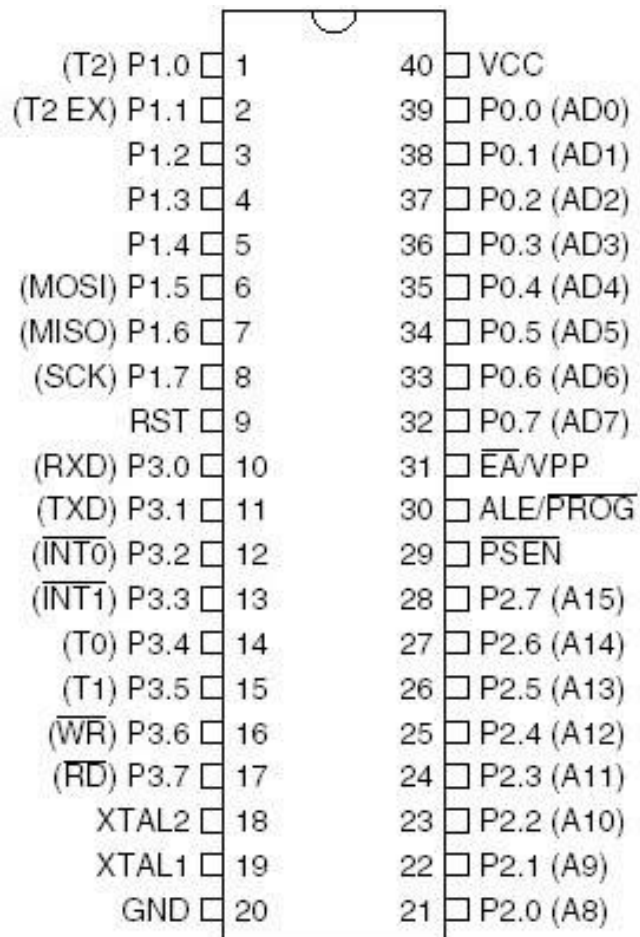 (T2) P1.0 1 40 VCC
(T2 EX) P1.1 2 39 P0.0 (AD0)
P1.2 3 38 P0.1 (AD1)
P1.3 4 37 P0.2 (AD2)
P1.4 5 36 P0.3 (AD3)
(MOSI) P1.5 6 35 P0.4 (AD4)
(MISO) P1.6 7 34 P0.5 (AD5)
(SCK) P1.7 8 33 P0.6 (AD6)
RST 9 32 P0.7 (AD7)
(RXD) P3.0 10 31 E̅A̅/VPP
(TXD) P3.1 11 30 ALE/P̅R̅O̅G̅
(I̅N̅T̅0̅) P3.2 12 29 P̅S̅E̅N̅
(I̅N̅T̅1̅) P3.3 13 28 P2.7 (A15)
(T0) P3.4 14 27 P2.6 (A14)
(T1) P3.5 15 26 P2.5 (A13)
(W̅R̅) P3.6 16 25 P2.4 (A12)
(R̅D̅) P3.7 17 24 P2.3 (A11)
XTAL2 18 23 P2.2 (A10)
XTAL1 19 22 P2.1 (A9)
GND 20 21 P2.0 (A8)